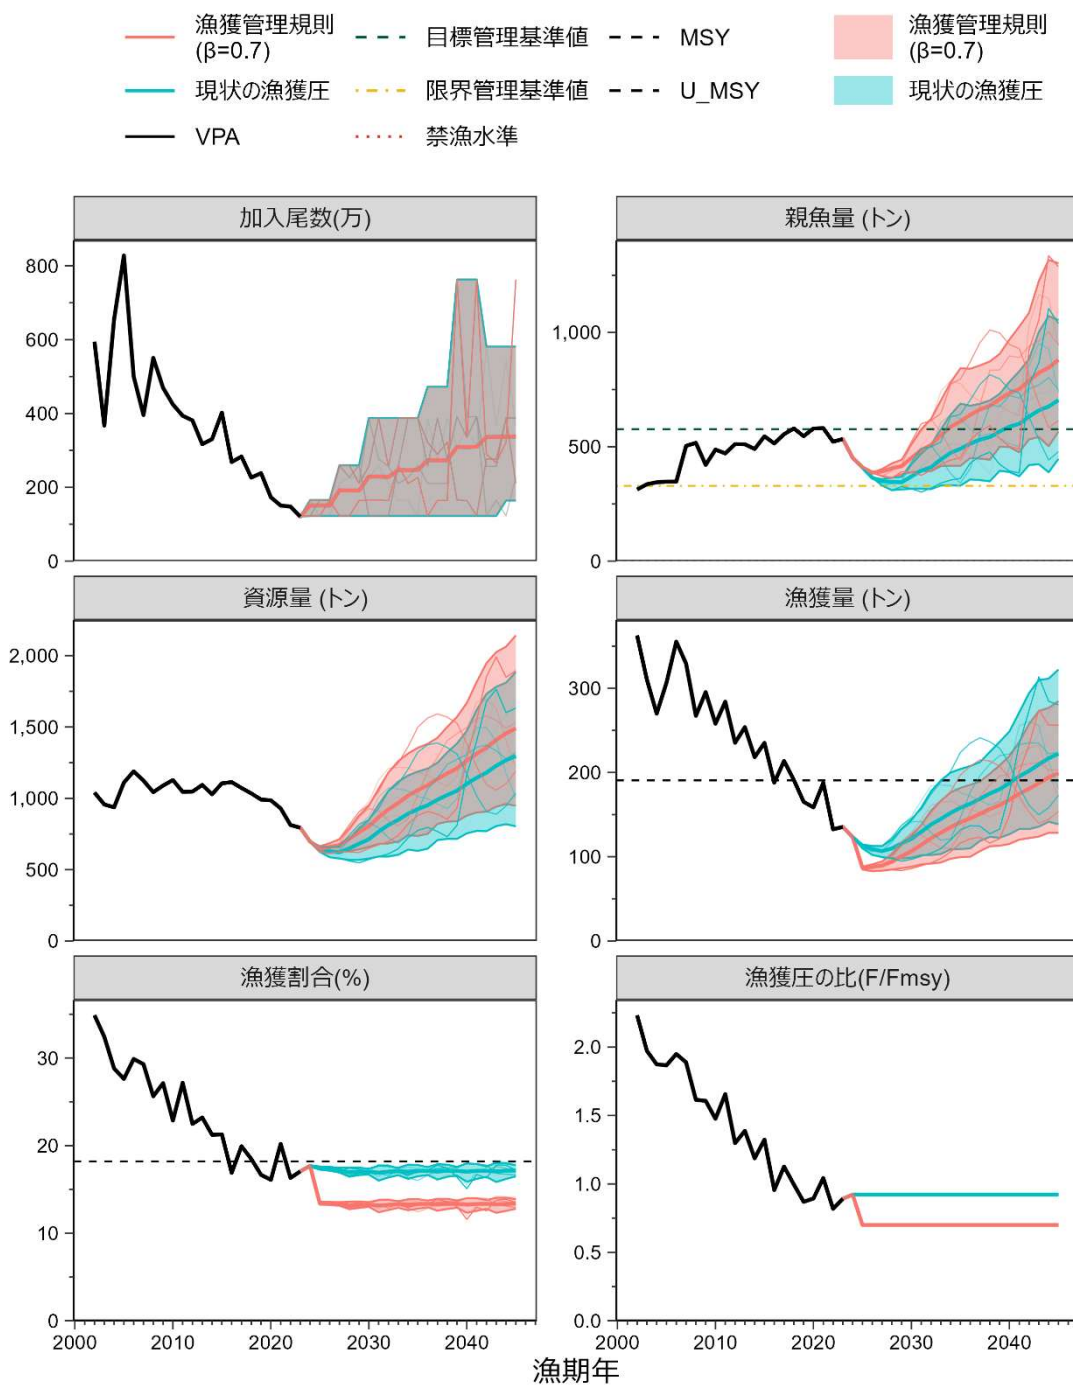 漁獲管理規則
(β=0.7)
目標管理基準値
MSY
漁獲管理規則
(β=0.7)
現状の漁獲圧
限界管理基準値
U_MSY
現状の漁獲圧
VPA
禁漁水準
加入尾数(万)
親魚量 (トン)
800
600
400
200
0
1,000
500
0
資源量 (トン)
漁獲量 (トン)
2,000
1,500
1,000
500
0
300
200
100
0
漁獲割合(%)
漁獲圧の比(F/Fmsy)
30
20
10
0
2.0
1.5
1.0
0.5
0.0
2000 2010 2020 2030 2040
2000 2010 2020 2030 2040
漁期年